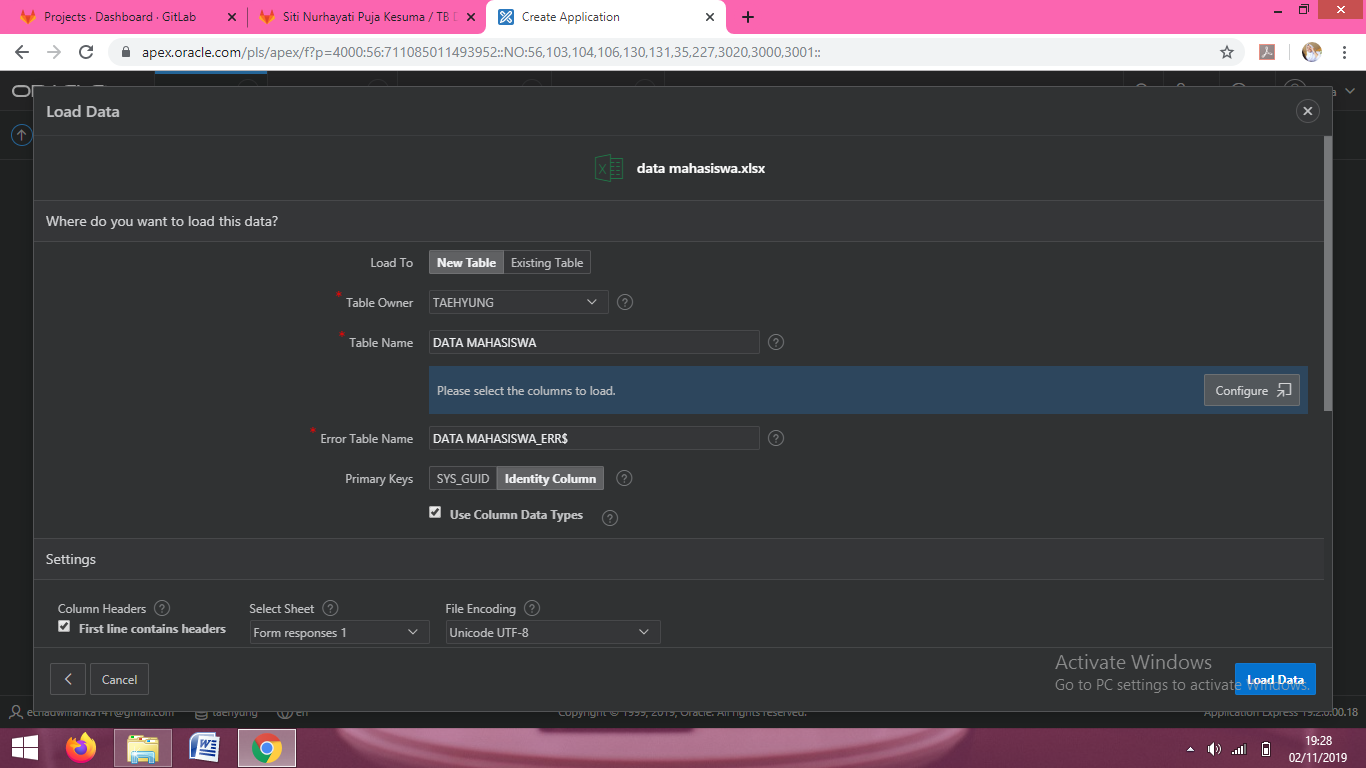 Projects · Dashboard · GitLab
Siti Nurhayati Puja Kesuma / TB
Create Application
apex.oracle.com/pls/apex/f?p=4000:56:711085011493952::NO:56,103,104,106,130,131,35,227,3020,3000,3001::
Load Data
data mahasiswa.xlsx
Where do you want to load this data?
Load To
New Table
Existing Table
* Table Owner
TAEHYUNG
* Table Name
DATA MAHASISWA
Please select the columns to load.
Configure
* Error Table Name
DATA MAHASISWA_ERR$
Primary Keys
SYS_GUID
Identity Column
Use Column Data Types
Settings
Column Headers
First line contains headers
Select Sheet
Form responses 1
File Encoding
Unicode UTF-8
Cancel
Load Data
Activate Windows
Go to PC settings to activate Windows.
taehyung
en
Copyright © 1999, 2019, Oracle. All rights reserved.
Application Express 19.2.0.00.18
19:28
02/11/2019